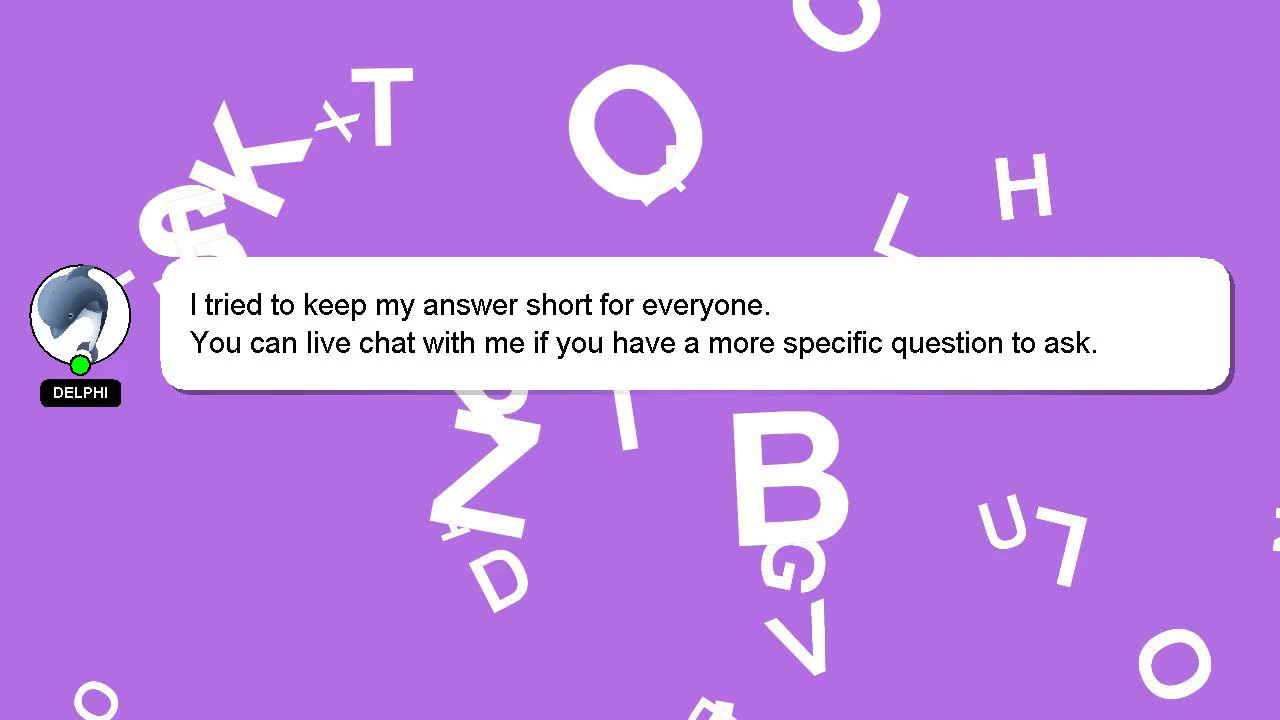 I tried to keep my answer short for everyone.
You can live chat with me if you have a more specific question to ask.
DELPHI